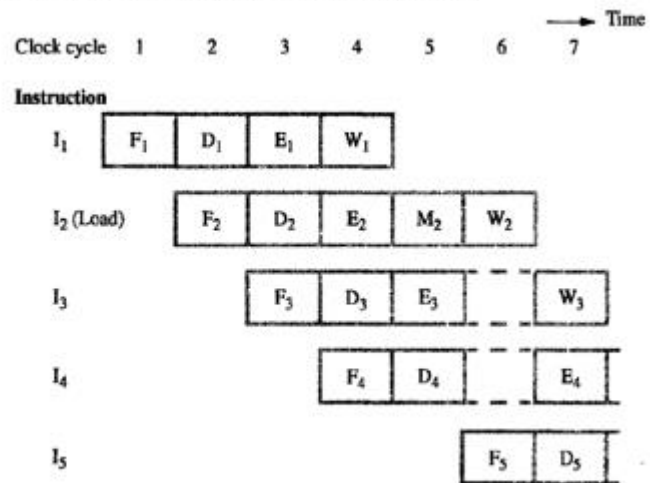 Time
Clock cycle 1 2 3 4 5 6 7
Instruction
I₁ F₁ D₁ E₁ W₁
I₂ (Load) F₂ D₂ E₂ M₂ W₂
I₃ F₃ D₃ E₃ W₃
I₄ F₄ D₄ E₄
I₅ F₅ D₅